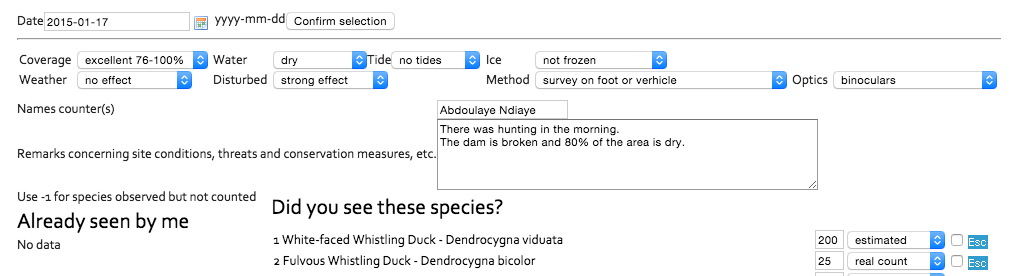 Date 2015-01-17 yyyy-mm-dd Confirm selection
Coverage excellent 76-100% Water dry Tide no tides Ice not frozen
Weather no effect Disturbed strong effect Method survey on foot or verhicle Optics binoculars
Names counter(s) Abdoulaye Ndiaye
There was hunting in the morning.
The dam is broken and 80% of the area is dry.
Remarks concerning site conditions, threats and conservation measures, etc.
Use -1 for species observed but not counted
Already seen by me
No data
Did you see these species?
1 White-faced Whistling Duck - Dendrocygna viduata 200 estimated Esc
2 Fulvous Whistling Duck - Dendrocygna bicolor 25 real count Esc